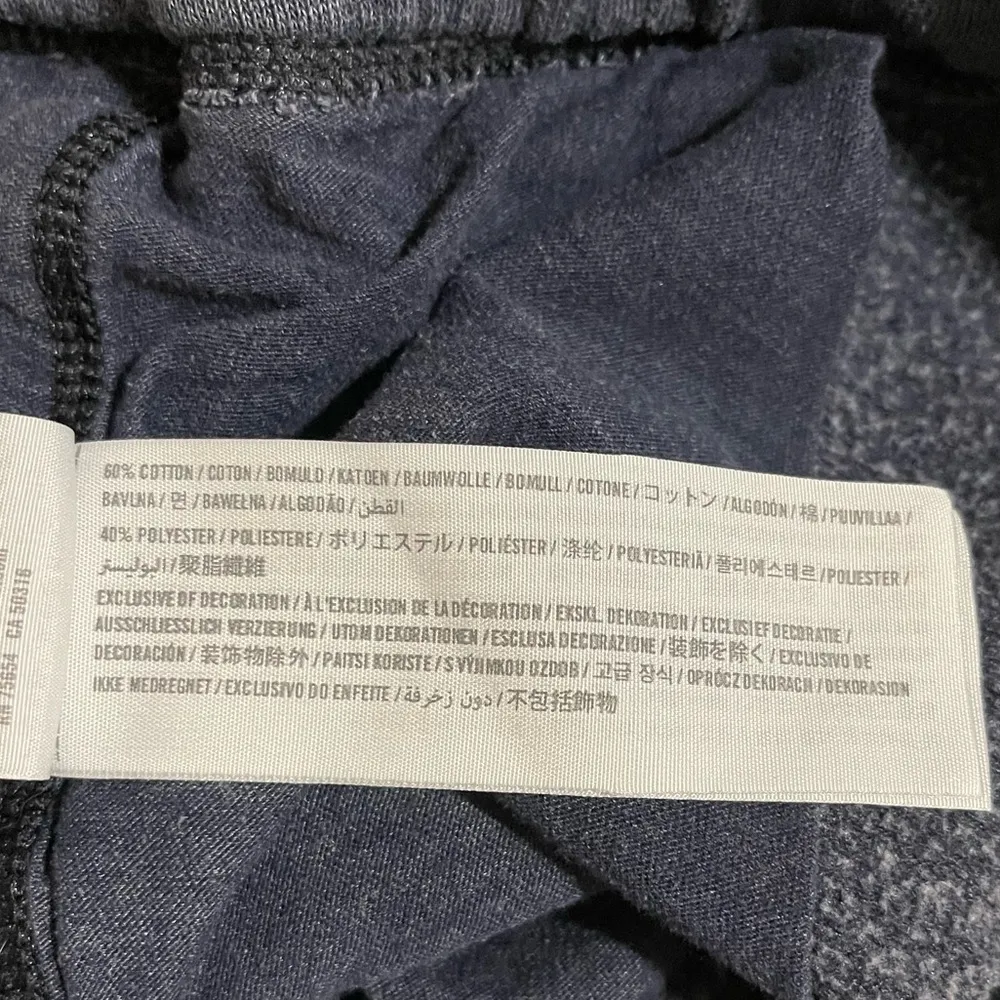 60% COTTON / COTON / BOMULD / KATOEN / BAUMWOLLE / BOMULL / COTONE / コットン / ALGODÓN / 棉 / PUUVILLAA /
BAVLNA / 면 / BAWEŁNA / ALGODÃO / القطن
40% POLYESTER / POLIESTERE / ポリエステル / POLIÉSTER / 涤纶 / POLYESTERIÄ / 폴리에스테르 / POLIESTER /
البوليستر / 聚脂纖維
EXCLUSIVE OF DECORATION / À L'EXCLUSION DE LA DÉCORATION / EKSKL. DEKORATION / EXCLUSIEF DECORATIE /
AUSSCHLIESSLICH VERZIERUNG / UTOM DEKORATIONEN / ESCLUSA DECORAZIONE / 装飾を除く / EXCLUSIVO DE
DECORACIÓN / 装饰物除外 / PAITSI KORISTE / S VÝJIMKOU OZDOB / 고급 장식 / OPRÓCZ DEKORACJI / DEKORASJON
IKKE MEDREGNET / EXCLUSIVO DO ENFEITE / دون زخرفة / 不包括飾物
RN 75654 CA 50316